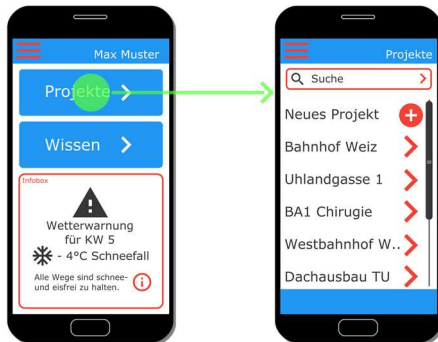 Max Muster
Projekte
Wissen
Infobox
Wetterwarnung
für KW 5
- 4°C Schneefall
Alle Wege sind schnee-
und eisfrei zu halten.
Projekte
Suche
Neues Projekt
Bahnhof Weiz
Uhlandgasse 1
BA1 Chirugie
Westbahnhof W..
Dachausbau TU